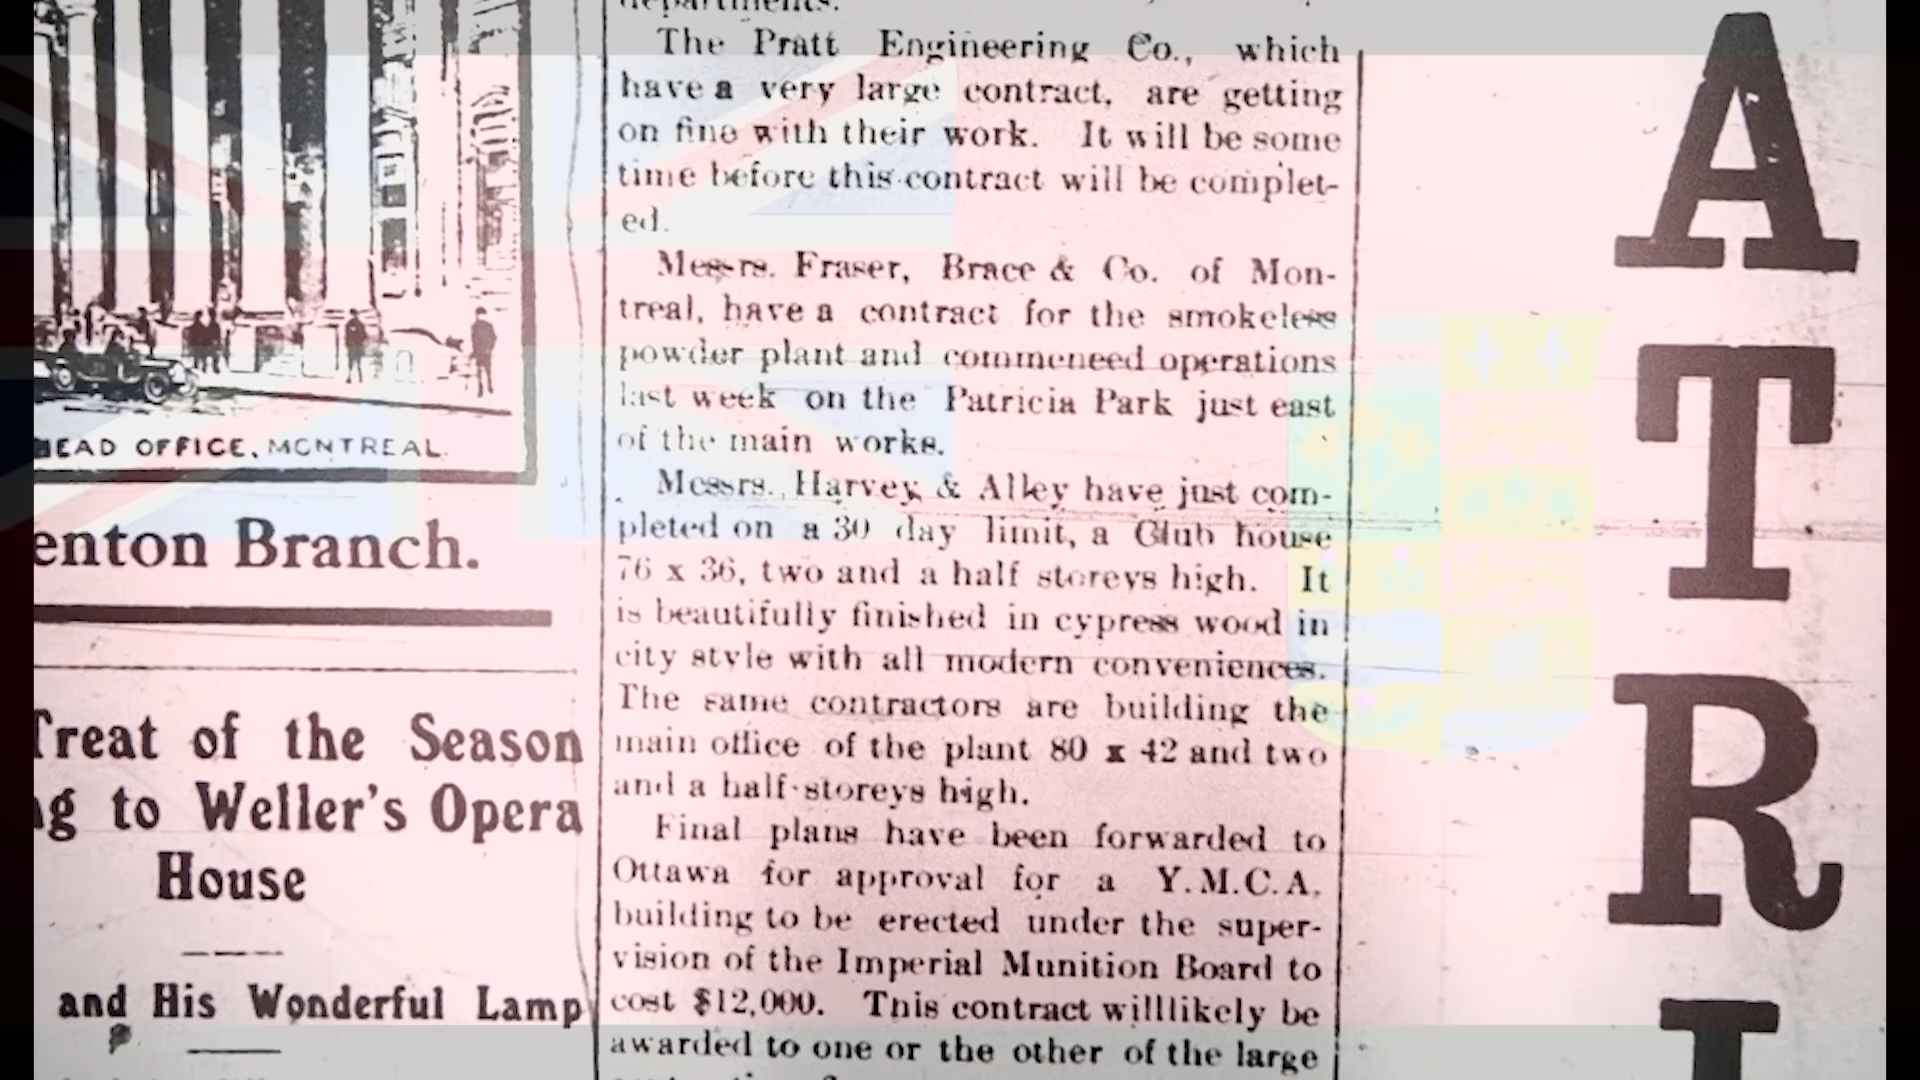 HEAD OFFICE, MONTREAL.
enton Branch.
Treat of the Season
ng to Weller's Opera
House
and His Wonderful Lamp
departments.
The Pratt Engineering Co., which
have a very large contract, are getting
on fine with their work. It will be some
time before this contract will be complet-
ed.
Messrs. Fraser, Brace & Co. of Mon-
treal, have a contract for the smokeless
powder plant and commeneed operations
last week on the Patricia Park just east
of the main works.
Messrs. Harvey & Alley have just com-
pleted on a 30 day limit, a Club house
76 x 36, two and a half storeys high. It
is beautifully finished in cypress wood in
city style with all modern conveniences.
The same contractors are building the
main office of the plant 80 x 42 and two
and a half-storeys high.
Final plans have been forwarded to
Ottawa for approval for a Y.M.C.A.
building to be erected under the super-
vision of the Imperial Munition Board to
cost $12,000. This contract willlikely be
awarded to one or the other of the large
A
T
R